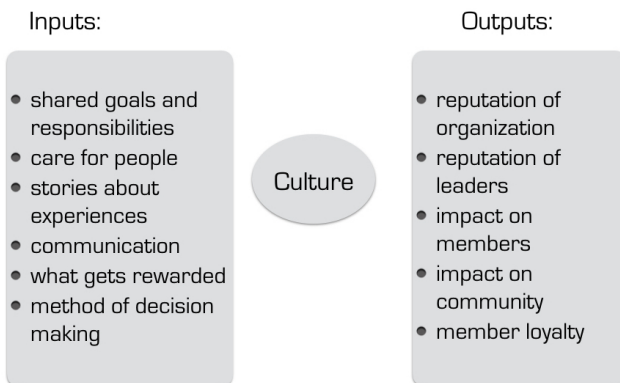 Inputs:
shared goals and
responsibilities
care for people
stories about
experiences
communication
what gets rewarded
method of decision
making
Culture
Outputs:
reputation of
organization
reputation of
leaders
impact on
members
impact on
community
member loyalty